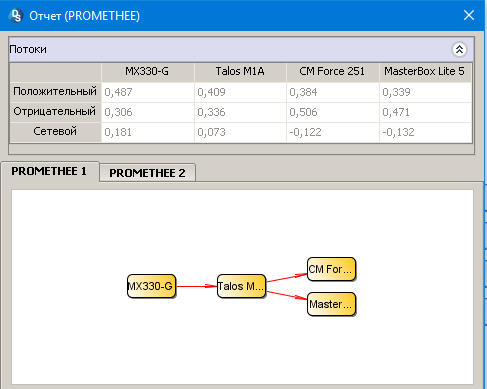 DS Отчет (PROMETHEE)
Потоки
MX330-G Talos M1A CM Force 251 MasterBox Lite 5
Положительный 0,487 0,409 0,384 0,339
Отрицательный 0,306 0,336 0,506 0,471
Сетевой 0,181 0,073 -0,122 -0,132
PROMETHEE 1 PROMETHEE 2
CM For...
MX330-G Talos M...
Master...